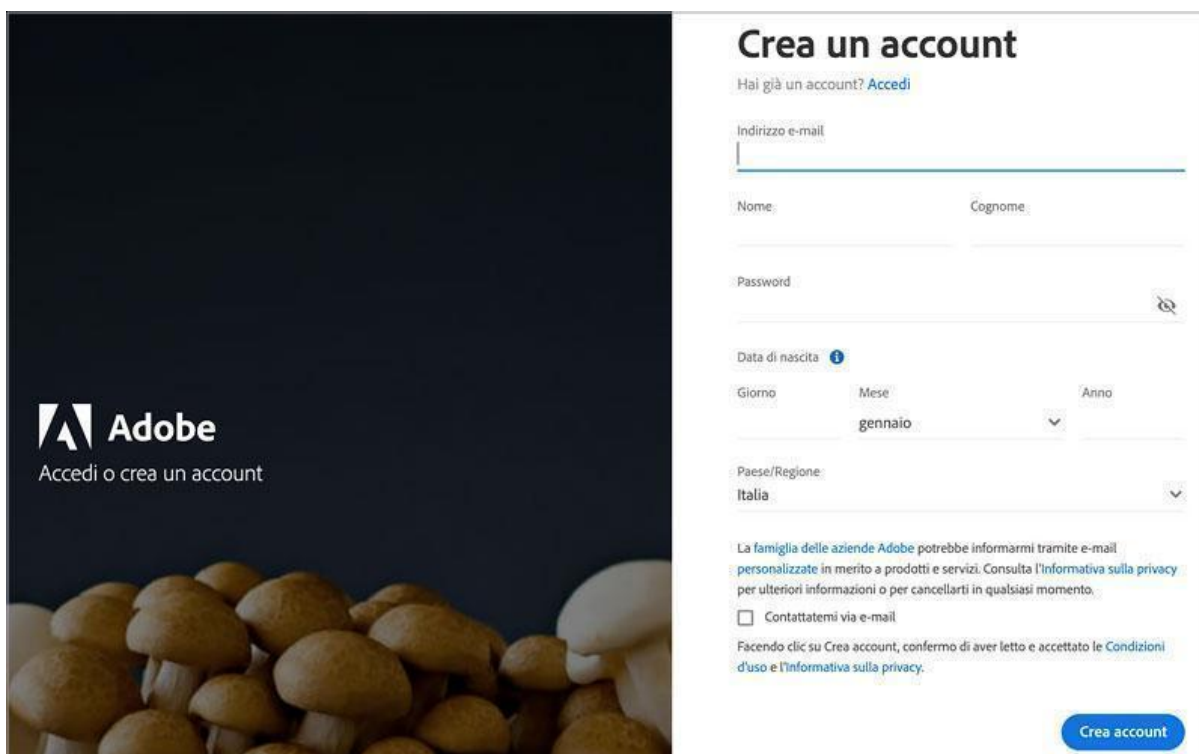 Adobe
Accedi o crea un account
Crea un account
Hai già un account? Accedi
Indirizzo e-mail
Nome Cognome
Password
Data di nascita
Giorno Mese Anno
gennaio
Paese/Regione
Italia
La famiglia delle aziende Adobe potrebbe informarmi tramite e-mail
personalizzate in merito a prodotti e servizi. Consulta l'Informativa sulla privacy
per ulteriori informazioni o per cancellarti in qualsiasi momento.
Contattatemi via e-mail
Facendo clic su Crea account, confermo di aver letto e accettato le Condizioni
d'uso e l'Informativa sulla privacy.
Crea account